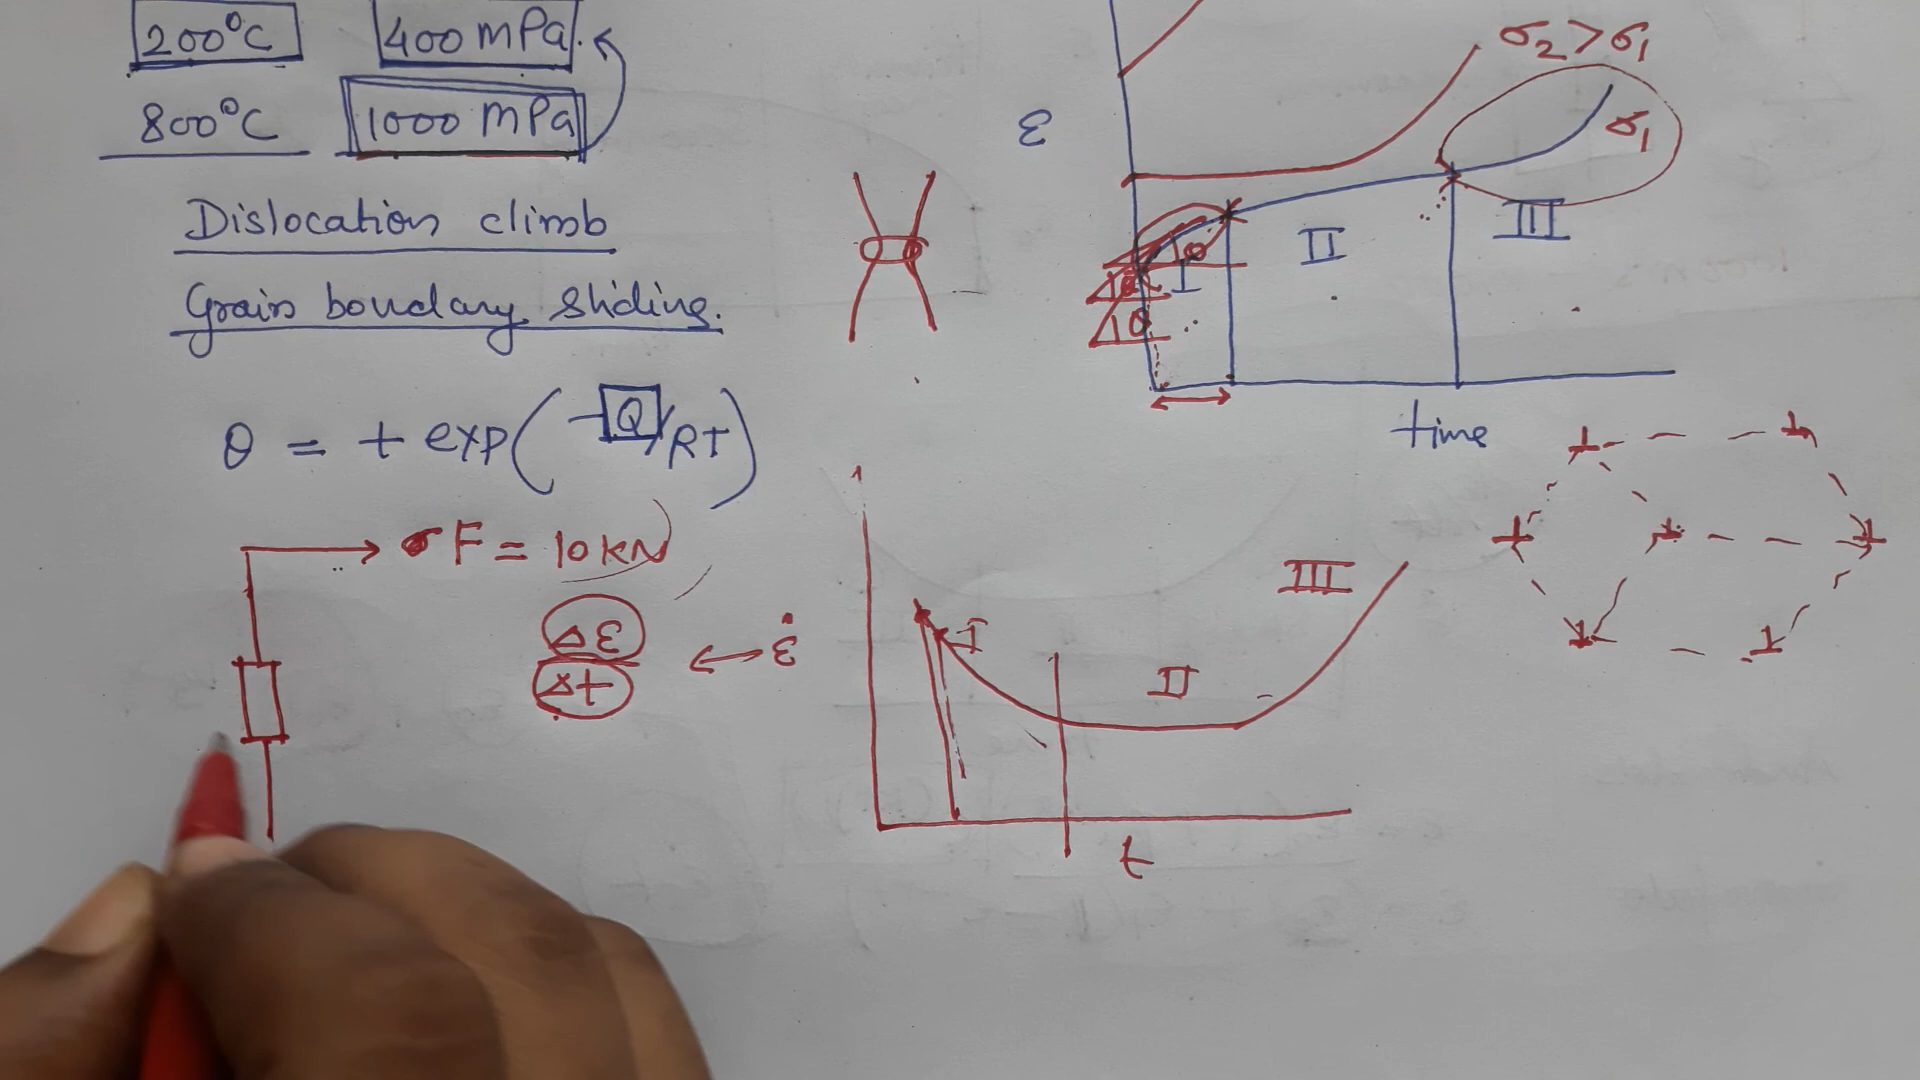 200°C 400 mPa.
800°C 1000 mPa
Dislocation climb
Grain boundary sliding.
θ = t exp(-Q/RT)
σ F = 10 KN
Δε
Δt
← ε̇
σ2 > σ1
σ1
ε
θ
θ
θ
I
II
III
time
I
II
III
t